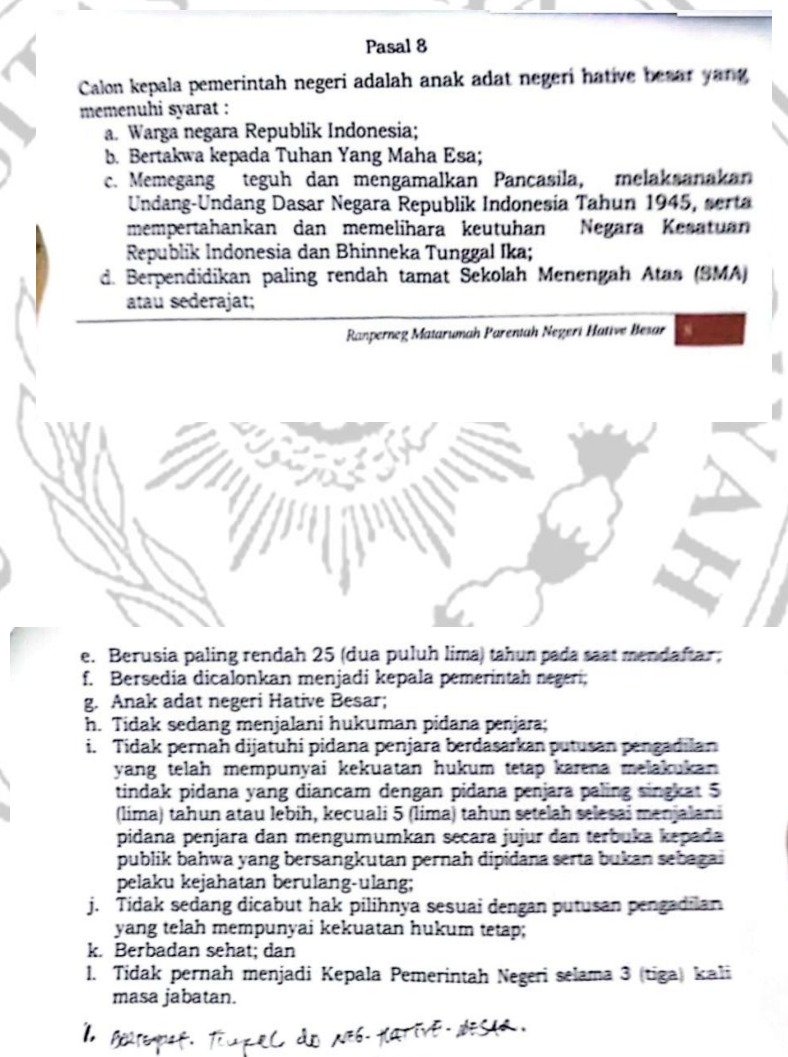 Pasal 8
Calon kepala pemerintah negeri adalah anak adat negeri hative besar yang
memenuhi syarat :
a. Warga negara Republik Indonesia;
b. Bertakwa kepada Tuhan Yang Maha Esa;
c. Memegang teguh dan mengamalkan Pancasila, melaksanakan
Undang-Undang Dasar Negara Republik Indonesia Tahun 1945, serta
mempertahankan dan memelihara keutuhan Negara Kesatuan
Republik Indonesia dan Bhinneka Tunggal Ika;
d. Berpendidikan paling rendah tamat Sekolah Menengah Atas (SMA)
atau sederajat;
Ranperneg Matarumah Parentah Negeri Hative Besar 8
e. Berusia paling rendah 25 (dua puluh lima) tahun pada saat mendaftar;
f. Bersedia dicalonkan menjadi kepala pemerintah negeri;
g. Anak adat negeri Hative Besar;
h. Tidak sedang menjalani hukuman pidana penjara;
i. Tidak pernah dijatuhi pidana penjara berdasarkan putusan pengadilan
yang telah mempunyai kekuatan hukum tetap karena melakukan
tindak pidana yang diancam dengan pidana penjara paling singkat 5
(lima) tahun atau lebih, kecuali 5 (lima) tahun setelah selesai menjalani
pidana penjara dan mengumumkan secara jujur dan terbuka kepada
publik bahwa yang bersangkutan pernah dipidana serta bukan sebagai
pelaku kejahatan berulang-ulang;
j. Tidak sedang dicabut hak pilihnya sesuai dengan putusan pengadilan
yang telah mempunyai kekuatan hukum tetap;
k. Berbadan sehat; dan
l. Tidak pernah menjadi Kepala Pemerintah Negeri selama 3 (tiga) kali
masa jabatan.
NEG. HATIVE-BESAR.